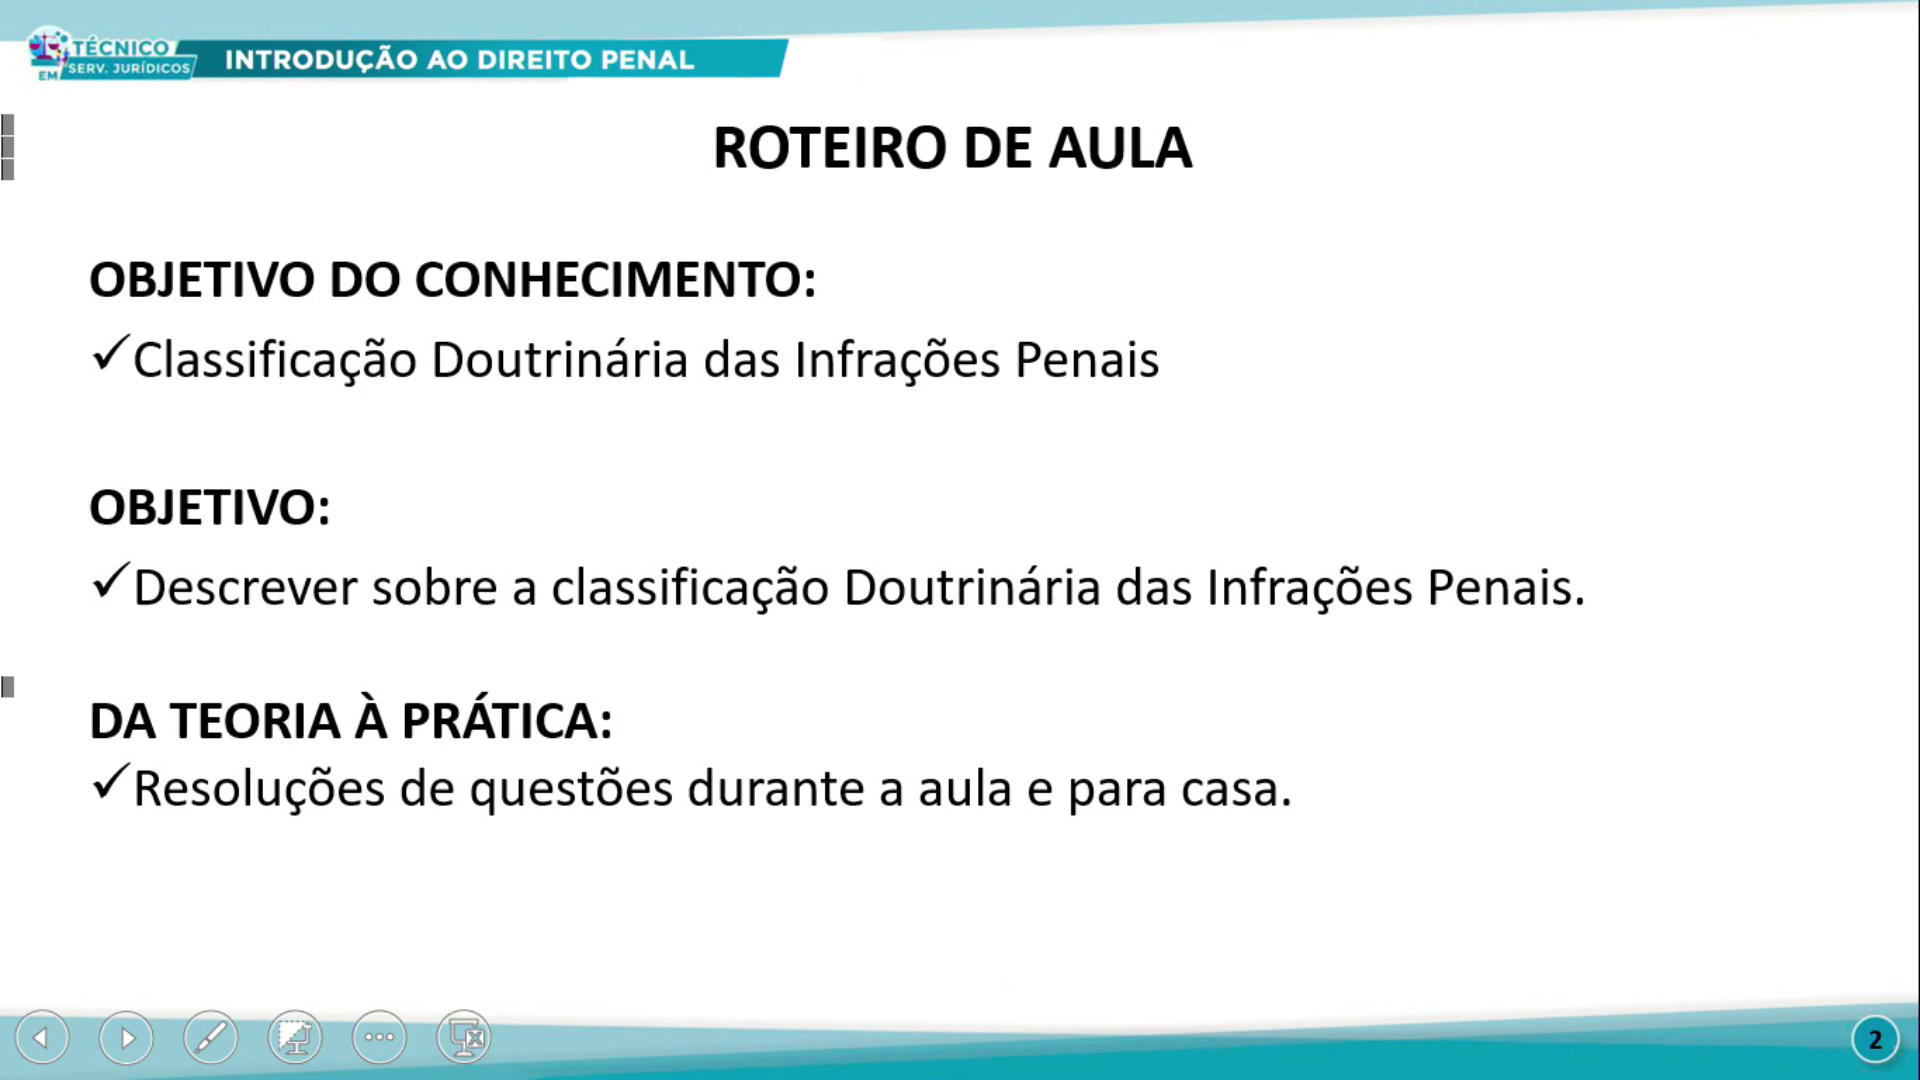 TÉCNICO
EM SERV. JURÍDICOS
INTRODUÇÃO AO DIREITO PENAL
ROTEIRO DE AULA
OBJETIVO DO CONHECIMENTO:
✓Classificação Doutrinária das Infrações Penais
OBJETIVO:
✓Descrever sobre a classificação Doutrinária das Infrações Penais.
DA TEORIA À PRÁTICA:
✓Resoluções de questões durante a aula e para casa.
2